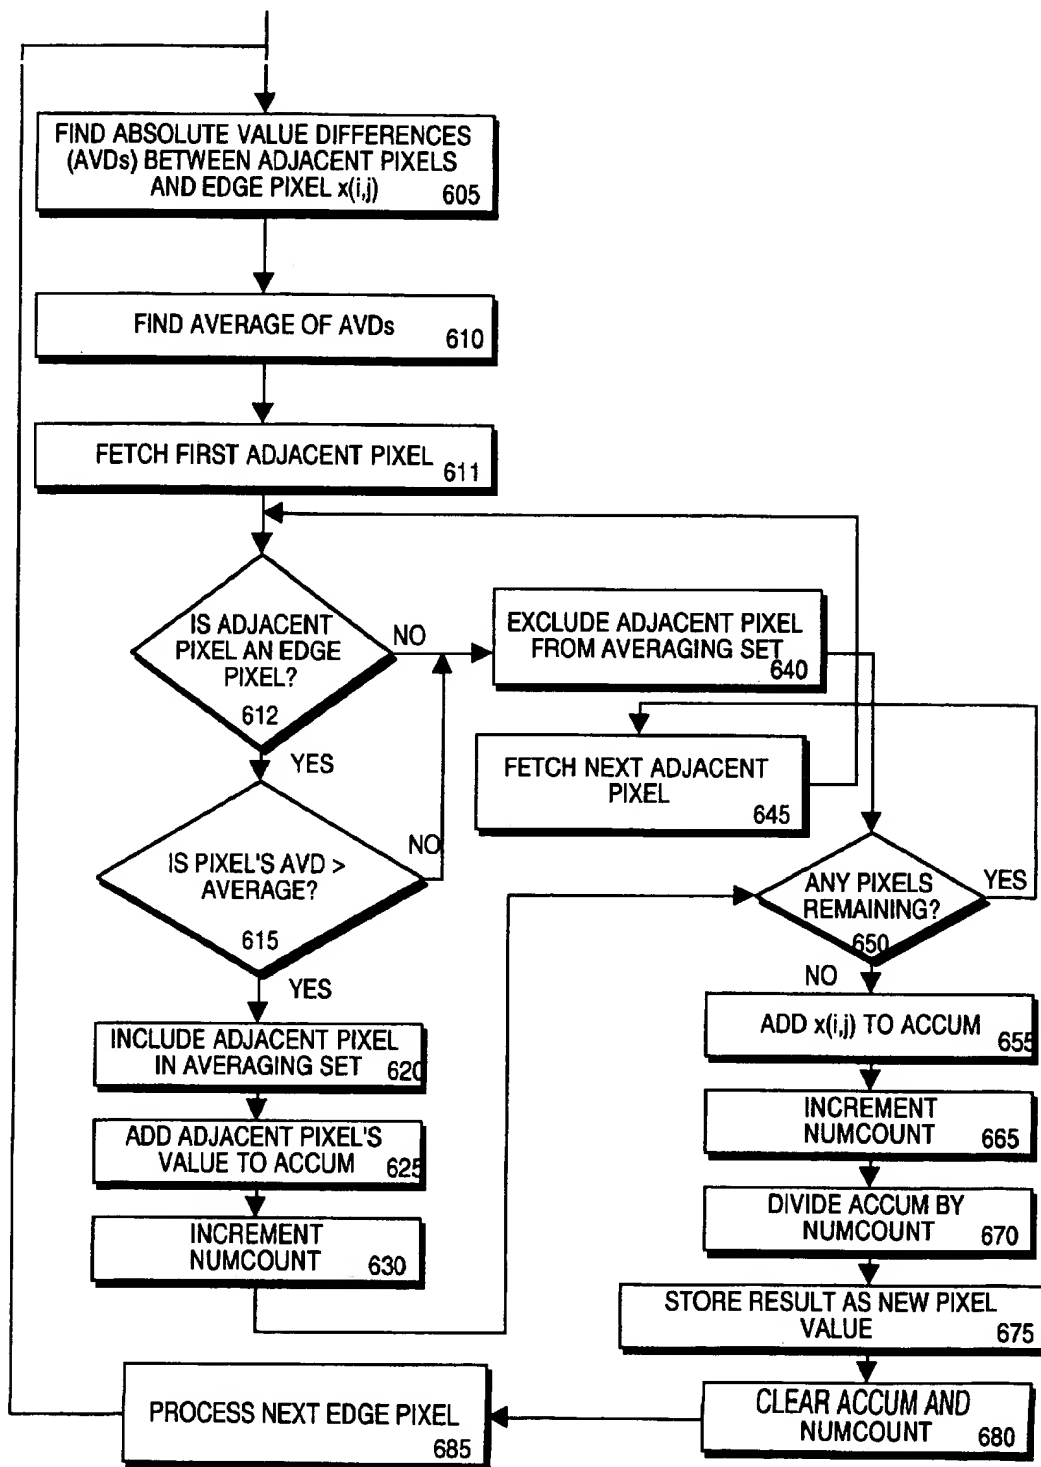 FIND ABSOLUTE VALUE DIFFERENCES
(AVDs) BETWEEN ADJACENT PIXELS
AND EDGE PIXEL x(i,j)
605
FIND AVERAGE OF AVDs
610
FETCH FIRST ADJACENT PIXEL
611
IS ADJACENT
PIXEL AN EDGE
PIXEL?
612
NO
YES
EXCLUDE ADJACENT PIXEL
FROM AVERAGING SET
640
FETCH NEXT ADJACENT
PIXEL
645
IS PIXEL'S AVD >
AVERAGE?
615
NO
YES
ANY PIXELS
REMAINING?
650
YES
NO
INCLUDE ADJACENT PIXEL
IN AVERAGING SET
620
ADD ADJACENT PIXEL'S
VALUE TO ACCUM
625
INCREMENT
NUMCOUNT
630
ADD x(i,j) TO ACCUM
655
INCREMENT
NUMCOUNT
665
DIVIDE ACCUM BY
NUMCOUNT
670
STORE RESULT AS NEW PIXEL
VALUE
675
CLEAR ACCUM AND
NUMCOUNT
680
PROCESS NEXT EDGE PIXEL
685